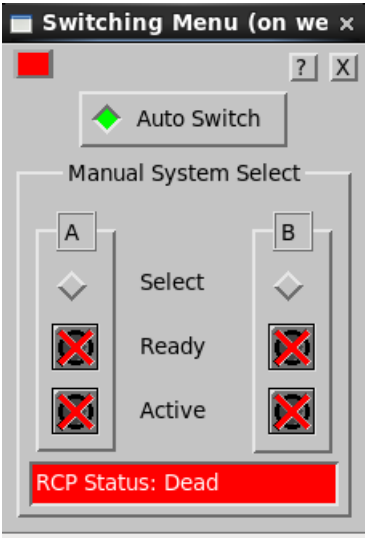 Switching Menu (on we ×
? X
Auto Switch
Manual System Select
A B
Select
Ready
Active
RCP Status: Dead